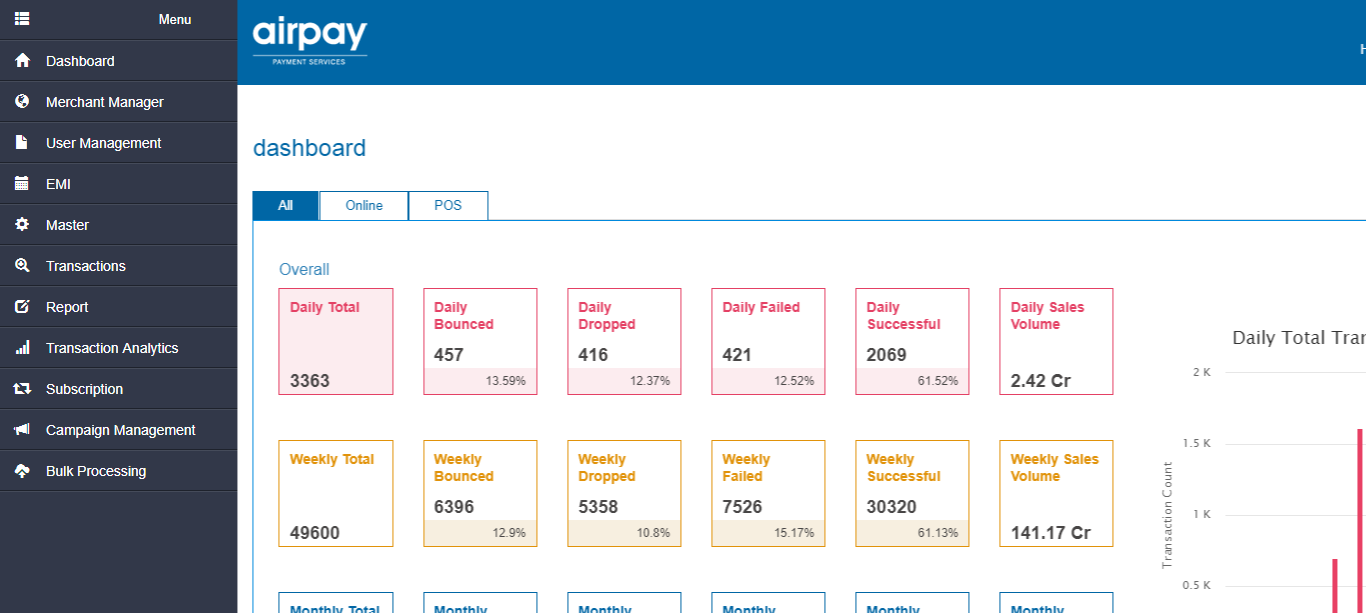 Menu
Dashboard
Merchant Manager
User Management
EMI
Master
Transactions
Report
Transaction Analytics
Subscription
Campaign Management
Bulk Processing
airpay
PAYMENT SERVICES
H
dashboard
All
Online
POS
Overall
Daily Total
3363
Daily
Bounced
457
13.59%
Daily
Dropped
416
12.37%
Daily Failed
421
12.52%
Daily
Successful
2069
61.52%
Daily Sales
Volume
2.42 Cr
Weekly Total
49600
Weekly
Bounced
6396
12.9%
Weekly
Dropped
5358
10.8%
Weekly
Failed
7526
15.17%
Weekly
Successful
30320
61.13%
Weekly Sales
Volume
141.17 Cr
Monthly Total
Monthly
Monthly
Monthly
Monthly
Monthly
Daily Total Tran
2 K
1.5 K
1 K
0.5 K
Transaction Count